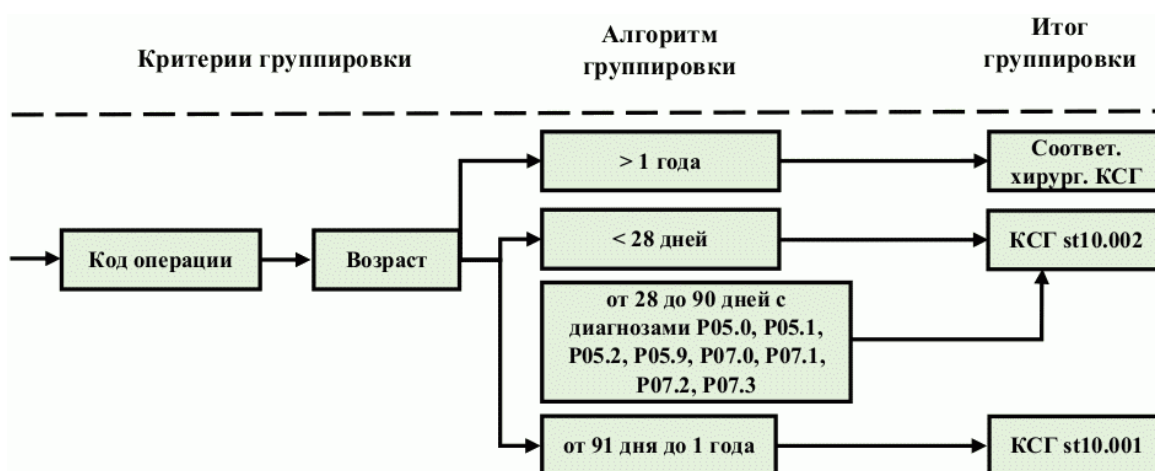 Критерии группировки
Алгоритм
группировки
Итог
группировки
> 1 года
Соответ.
хирург. КСГ
Код операции
Возраст
< 28 дней
КСГ st10.002
от 28 до 90 дней с
диагнозами P05.0, P05.1,
P05.2, P05.9, P07.0, P07.1,
P07.2, P07.3
от 91 дня до 1 года
КСГ st10.001